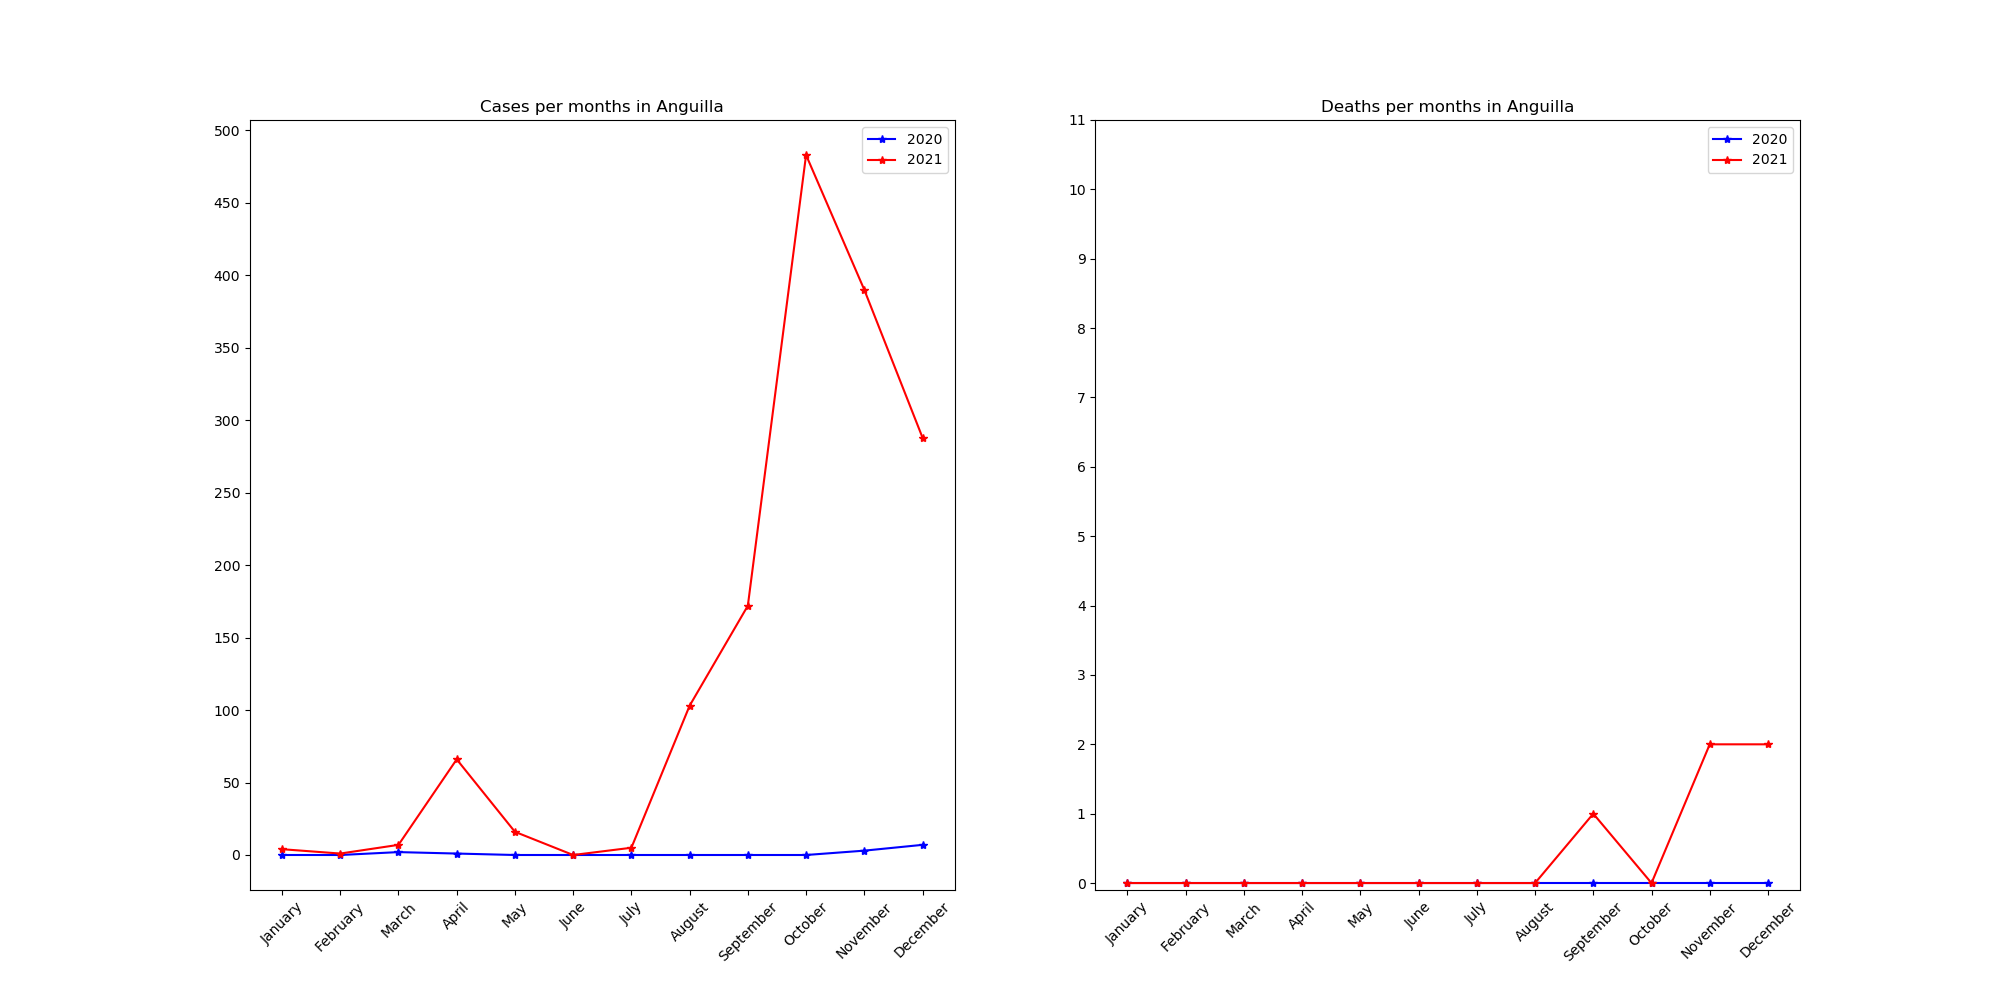 Cases per months in Anguilla
2020
2021
500
450
400
350
300
250
200
150
100
50
0
January
February
March
April
May
June
July
August
September
October
November
December
Deaths per months in Anguilla
2020
2021
11
10
9
8
7
6
5
4
3
2
1
0
January
February
March
April
May
June
July
August
September
October
November
December